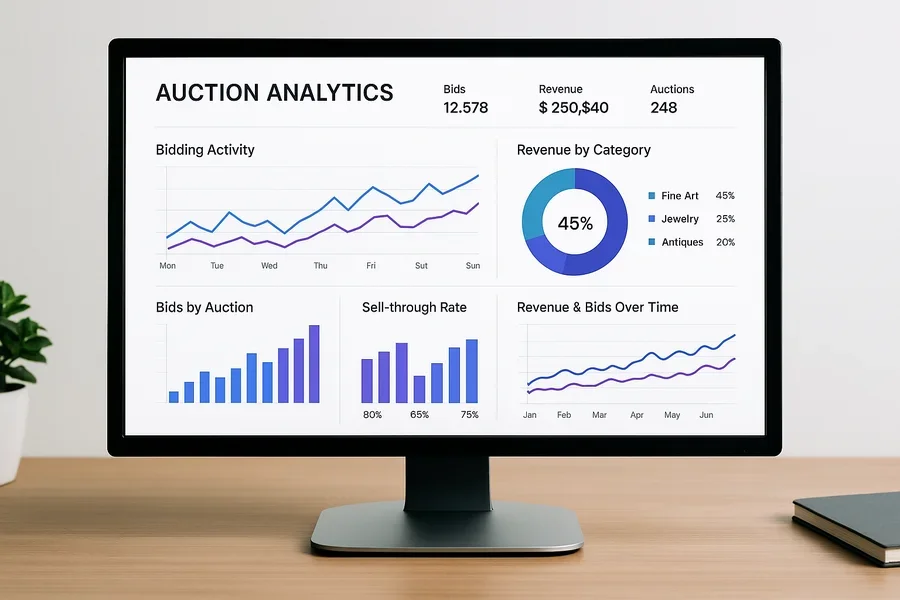 AUCTION ANALYTICS
Bids
12.578
Revenue
$ 250,$40
Auctions
248
Bidding Activity
Mon Tue Wed Thu Fri Sut Sun
Revenue by Category
45%
Fine Art 45%
Jewelry 25%
Antiques 20%
Bids by Auction
Sell-through Rate
80% 65% 75%
Revenue & Bids Over Time
Jan Feb Mar Apr May Jun